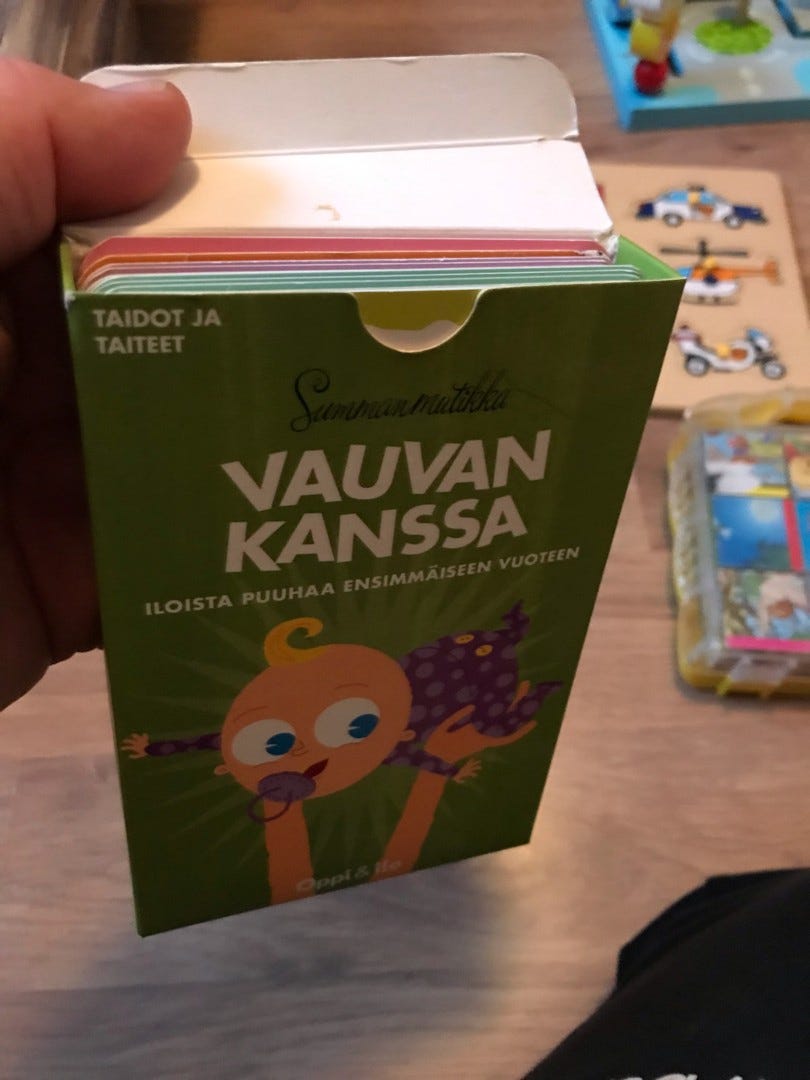 TAIDOT JA
TAITEET
Summanmutikka
VAUVAN
KANSSA
ILOISTA PUUHAA ENSIMMÄISEEN VUOTEEN
Oppi & Ilo